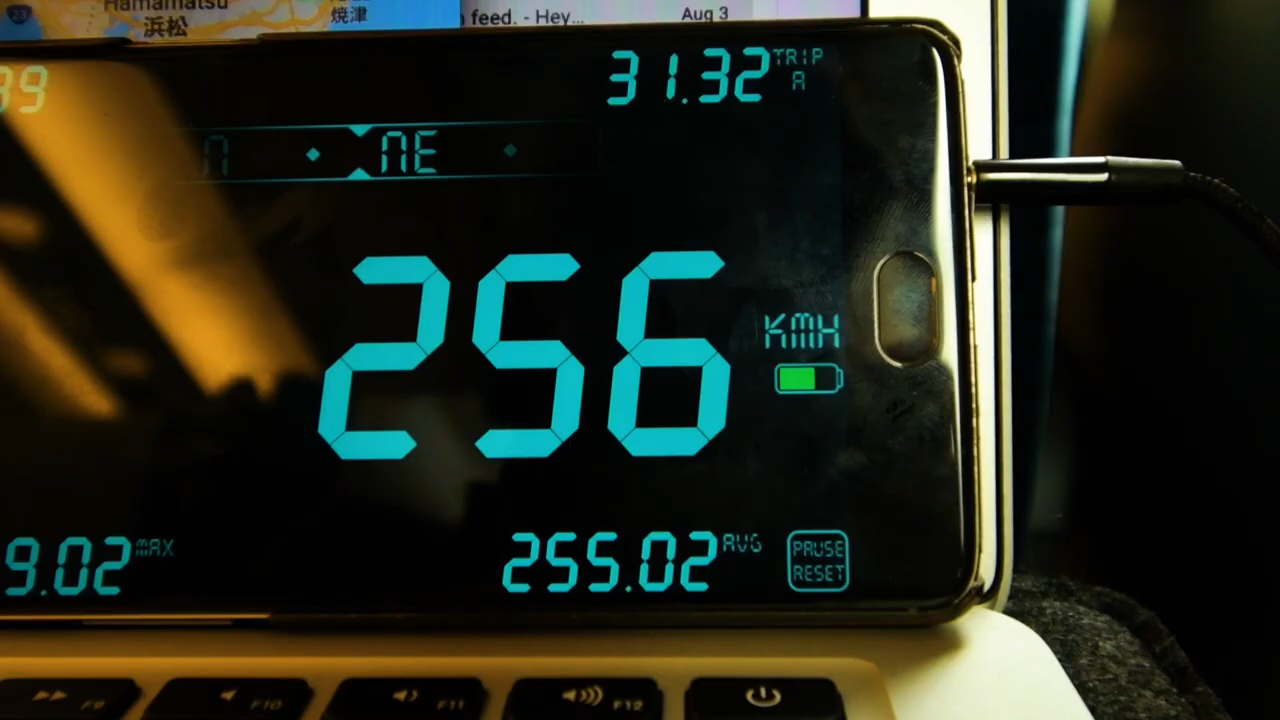 23
Hamamatsu
浜松
焼津
feed. - Hey...
Aug 3
39
31.32 TRIP
A
N
NE
256 KMH
9.02 MAX
255.02 AVG
PAUSE
RESET
F9
F10
F11
F12